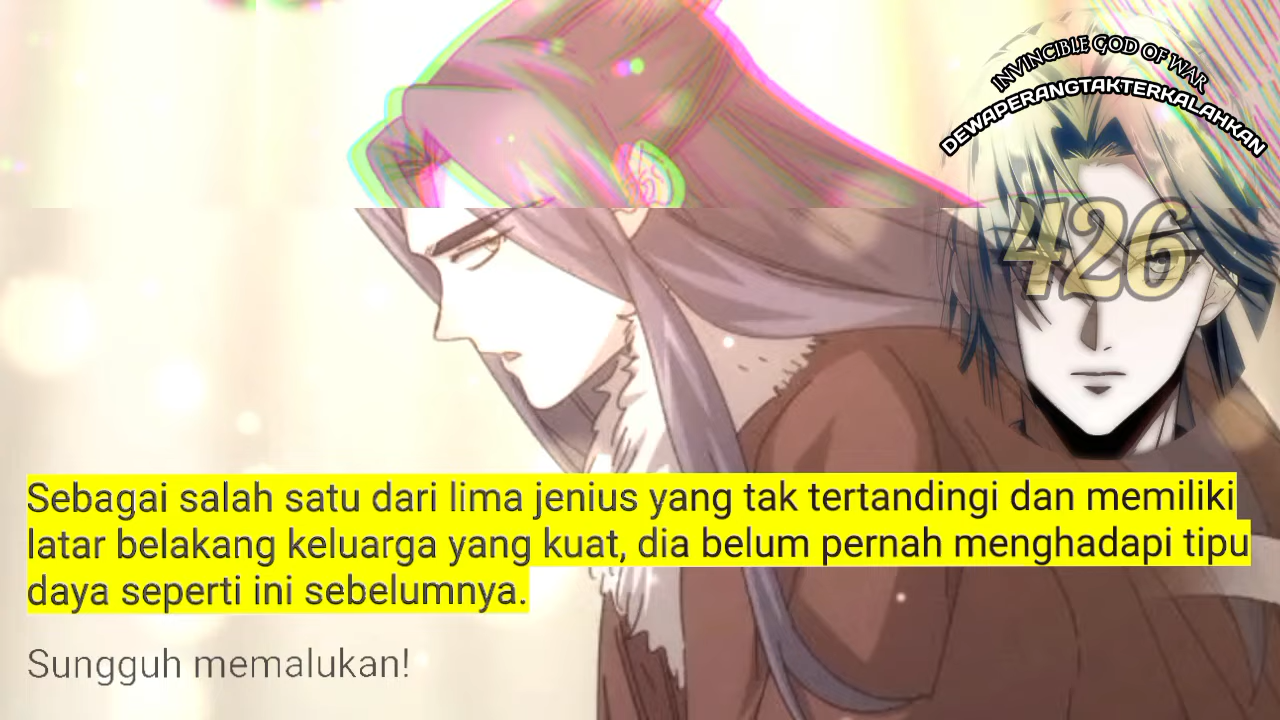 INVINCIBLE GOD OF WAR
DEWAPERANGTAKTERKALAHKAN
426
Sebagai salah satu dari lima jenius yang tak tertandingi dan memiliki
latar belakang keluarga yang kuat, dia belum pernah menghadapi tipu
daya seperti ini sebelumnya.
Sungguh memalukan!